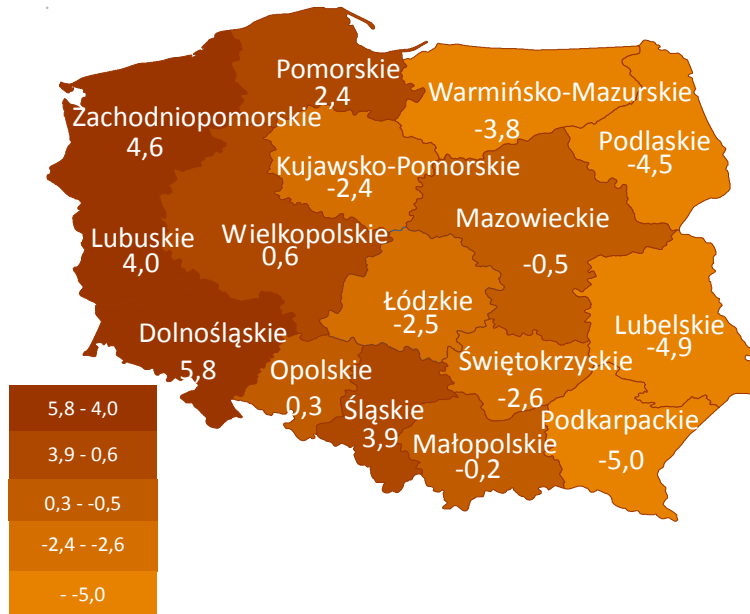 Pomorskie
2,4
Warmińsko-Mazurskie
-3,8
Zachodniopomorskie
4,6
Podlaskie
-4,5
Kujawsko-Pomorskie
-2,4
Mazowieckie
-0,5
Lubuskie
4,0
Wielkopolskie
0,6
Łódzkie
-2,5
Lubelskie
-4,9
Dolnośląskie
5,8
Opolskie
0,3
Świętokrzyskie
-2,6
Śląskie
3,9
Małopolskie
-0,2
Podkarpackie
-5,0
5,8 - 4,0
3,9 - 0,6
0,3 - -0,5
-2,4 - -2,6
- -5,0